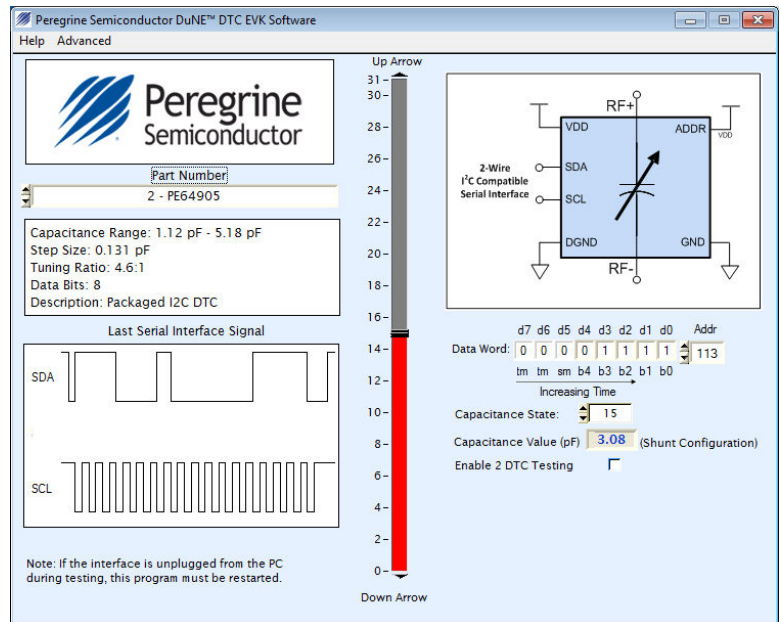 Peregrine Semiconductor DuNE™ DTC EVK Software
Help Advanced
Peregrine
Semiconductor
Part Number
2 - PE64905
Capacitance Range: 1.12 pF - 5.18 pF
Step Size: 0.131 pF
Tuning Ratio: 4.6:1
Data Bits: 8
Description: Packaged I2C DTC
Last Serial Interface Signal
SDA
SCL
Note: If the interface is unplugged from the PC
during testing, this program must be restarted.
Up Arrow
31
30
28
26
24
22
20
18
16
14
12
10
8
6
4
2
0
Down Arrow
RF+
VDD
ADDR
VDD
2-Wire
I²C Compatible
Serial Interface
SDA
SCL
DGND
GND
RF-
d7 d6 d5 d4 d3 d2 d1 d0 Addr
Data Word: 0 0 0 0 1 1 1 1 113
tm tm sm b4 b3 b2 b1 b0
Increasing Time
Capacitance State: 15
Capacitance Value (pF) 3.08 (Shunt Configuration)
Enable 2 DTC Testing